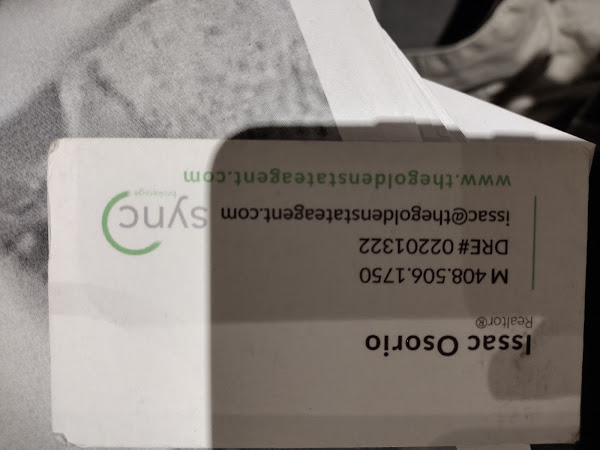 Issac Osorio
Realtor®
M 408.506.1750
DRE# 02201322
issac@thegoldenstateagent.com
www.thegoldenstateagent.com
sync
brokerage